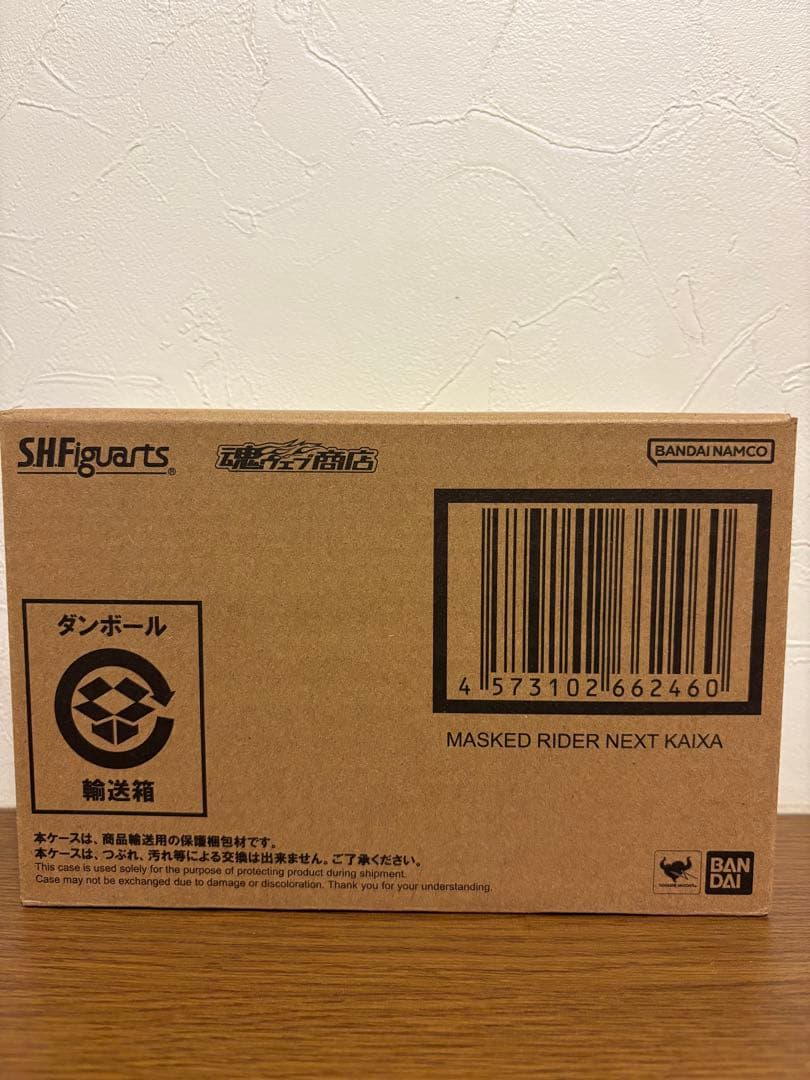 S.H.Figuarts®
魂ウェブ商店
BANDAI NAMCO
4 573102 662460
MASKED RIDER NEXT KAIXA
ダンボール
輸送箱
本ケースは、商品輸送用の保護梱包材です。
本ケースは、つぶれ、汚れ等による交換は出来ません。ご了承ください。
This case is used solely for the purpose of protecting product during shipment.
Case may not be exchanged due to damage or discoloration. Thank you for your understanding.
BAN
DAI